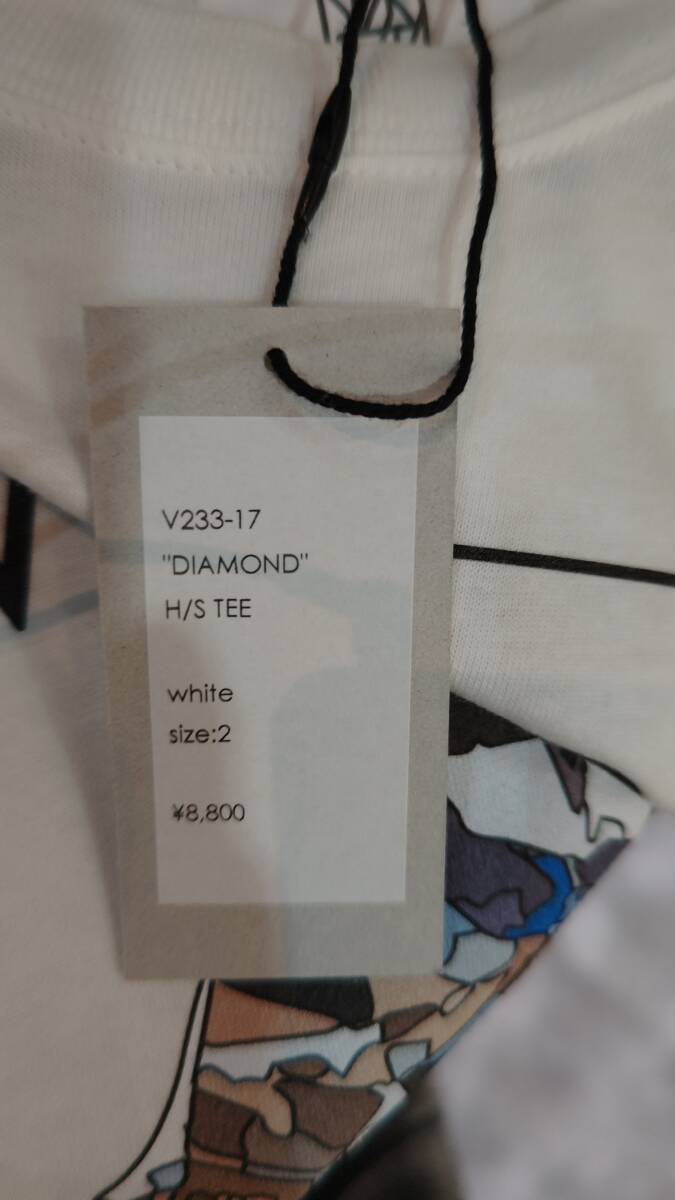 V233-17
"DIAMOND"
H/S TEE
white
size:2
¥8,800